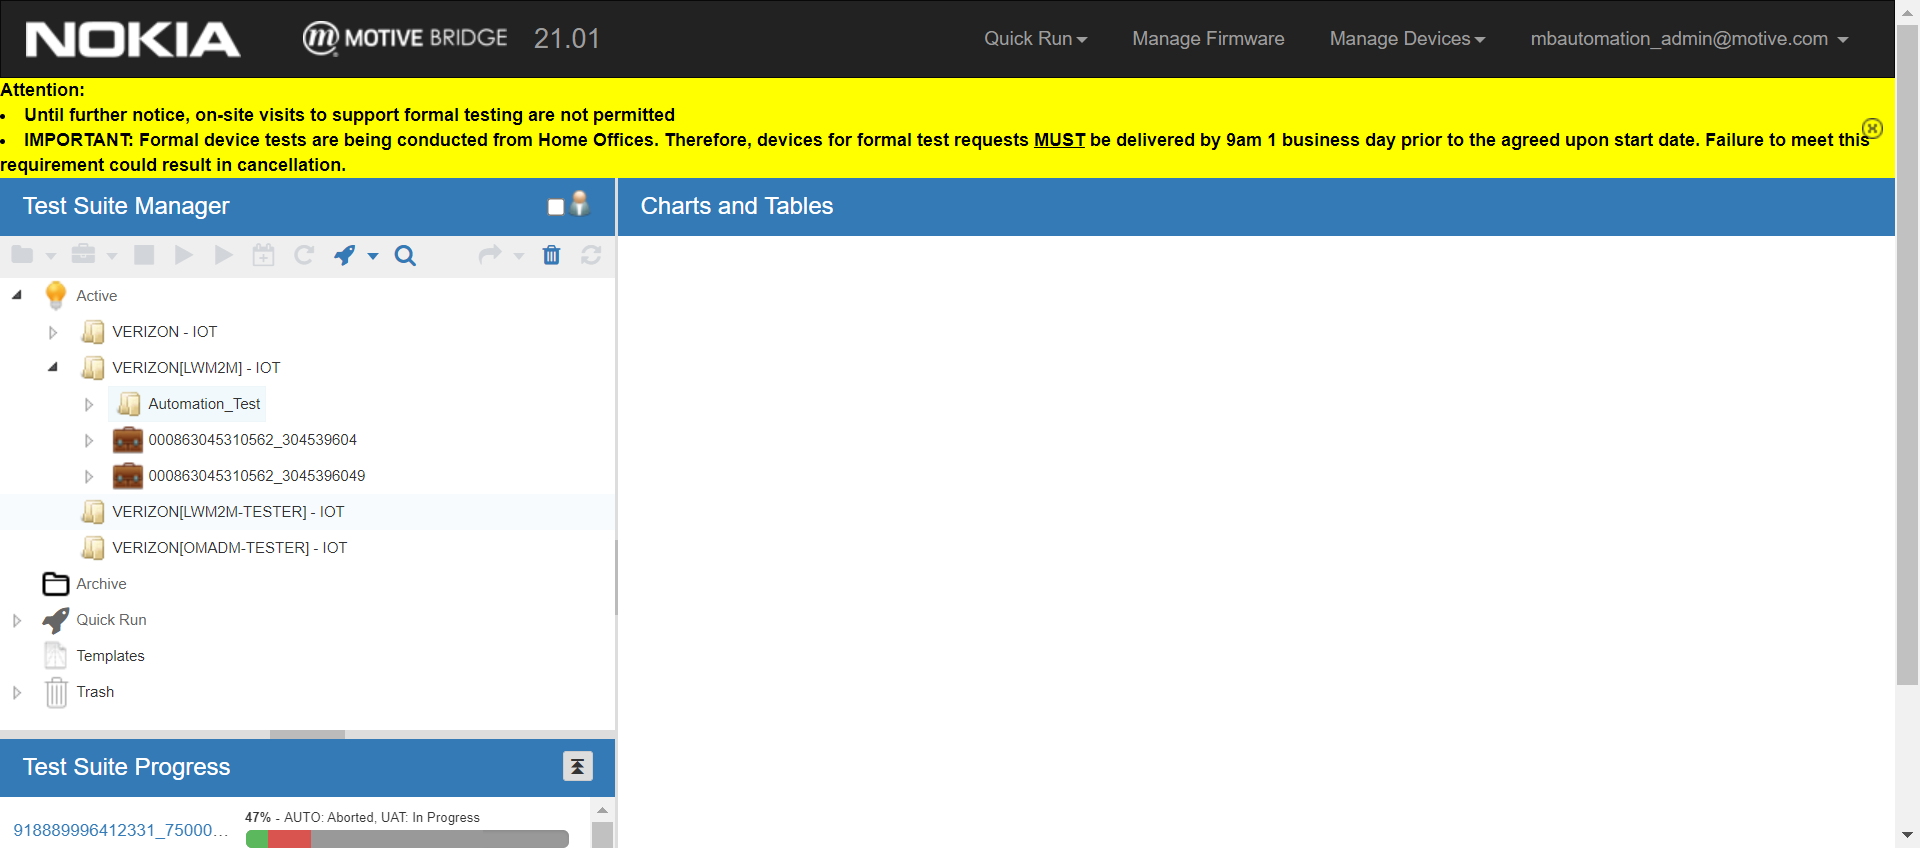 NOKIA MOTIVE BRIDGE 21.01 Quick Run Manage Firmware Manage Devices mbautomation_admin@motive.com
Attention:
• Until further notice, on-site visits to support formal testing are not permitted
• IMPORTANT: Formal device tests are being conducted from Home Offices. Therefore, devices for formal test requests MUST be delivered by 9am 1 business day prior to the agreed upon start date. Failure to meet this
requirement could result in cancellation.
Test Suite Manager
Charts and Tables
Active
VERIZON - IOT
VERIZON[LWM2M] - IOT
Automation_Test
000863045310562_304539604
000863045310562_3045396049
VERIZON[LWM2M-TESTER] - IOT
VERIZON[OMADM-TESTER] - IOT
Archive
Quick Run
Templates
Trash
Test Suite Progress
918889996412331_75000...
47% - AUTO: Aborted, UAT: In Progress